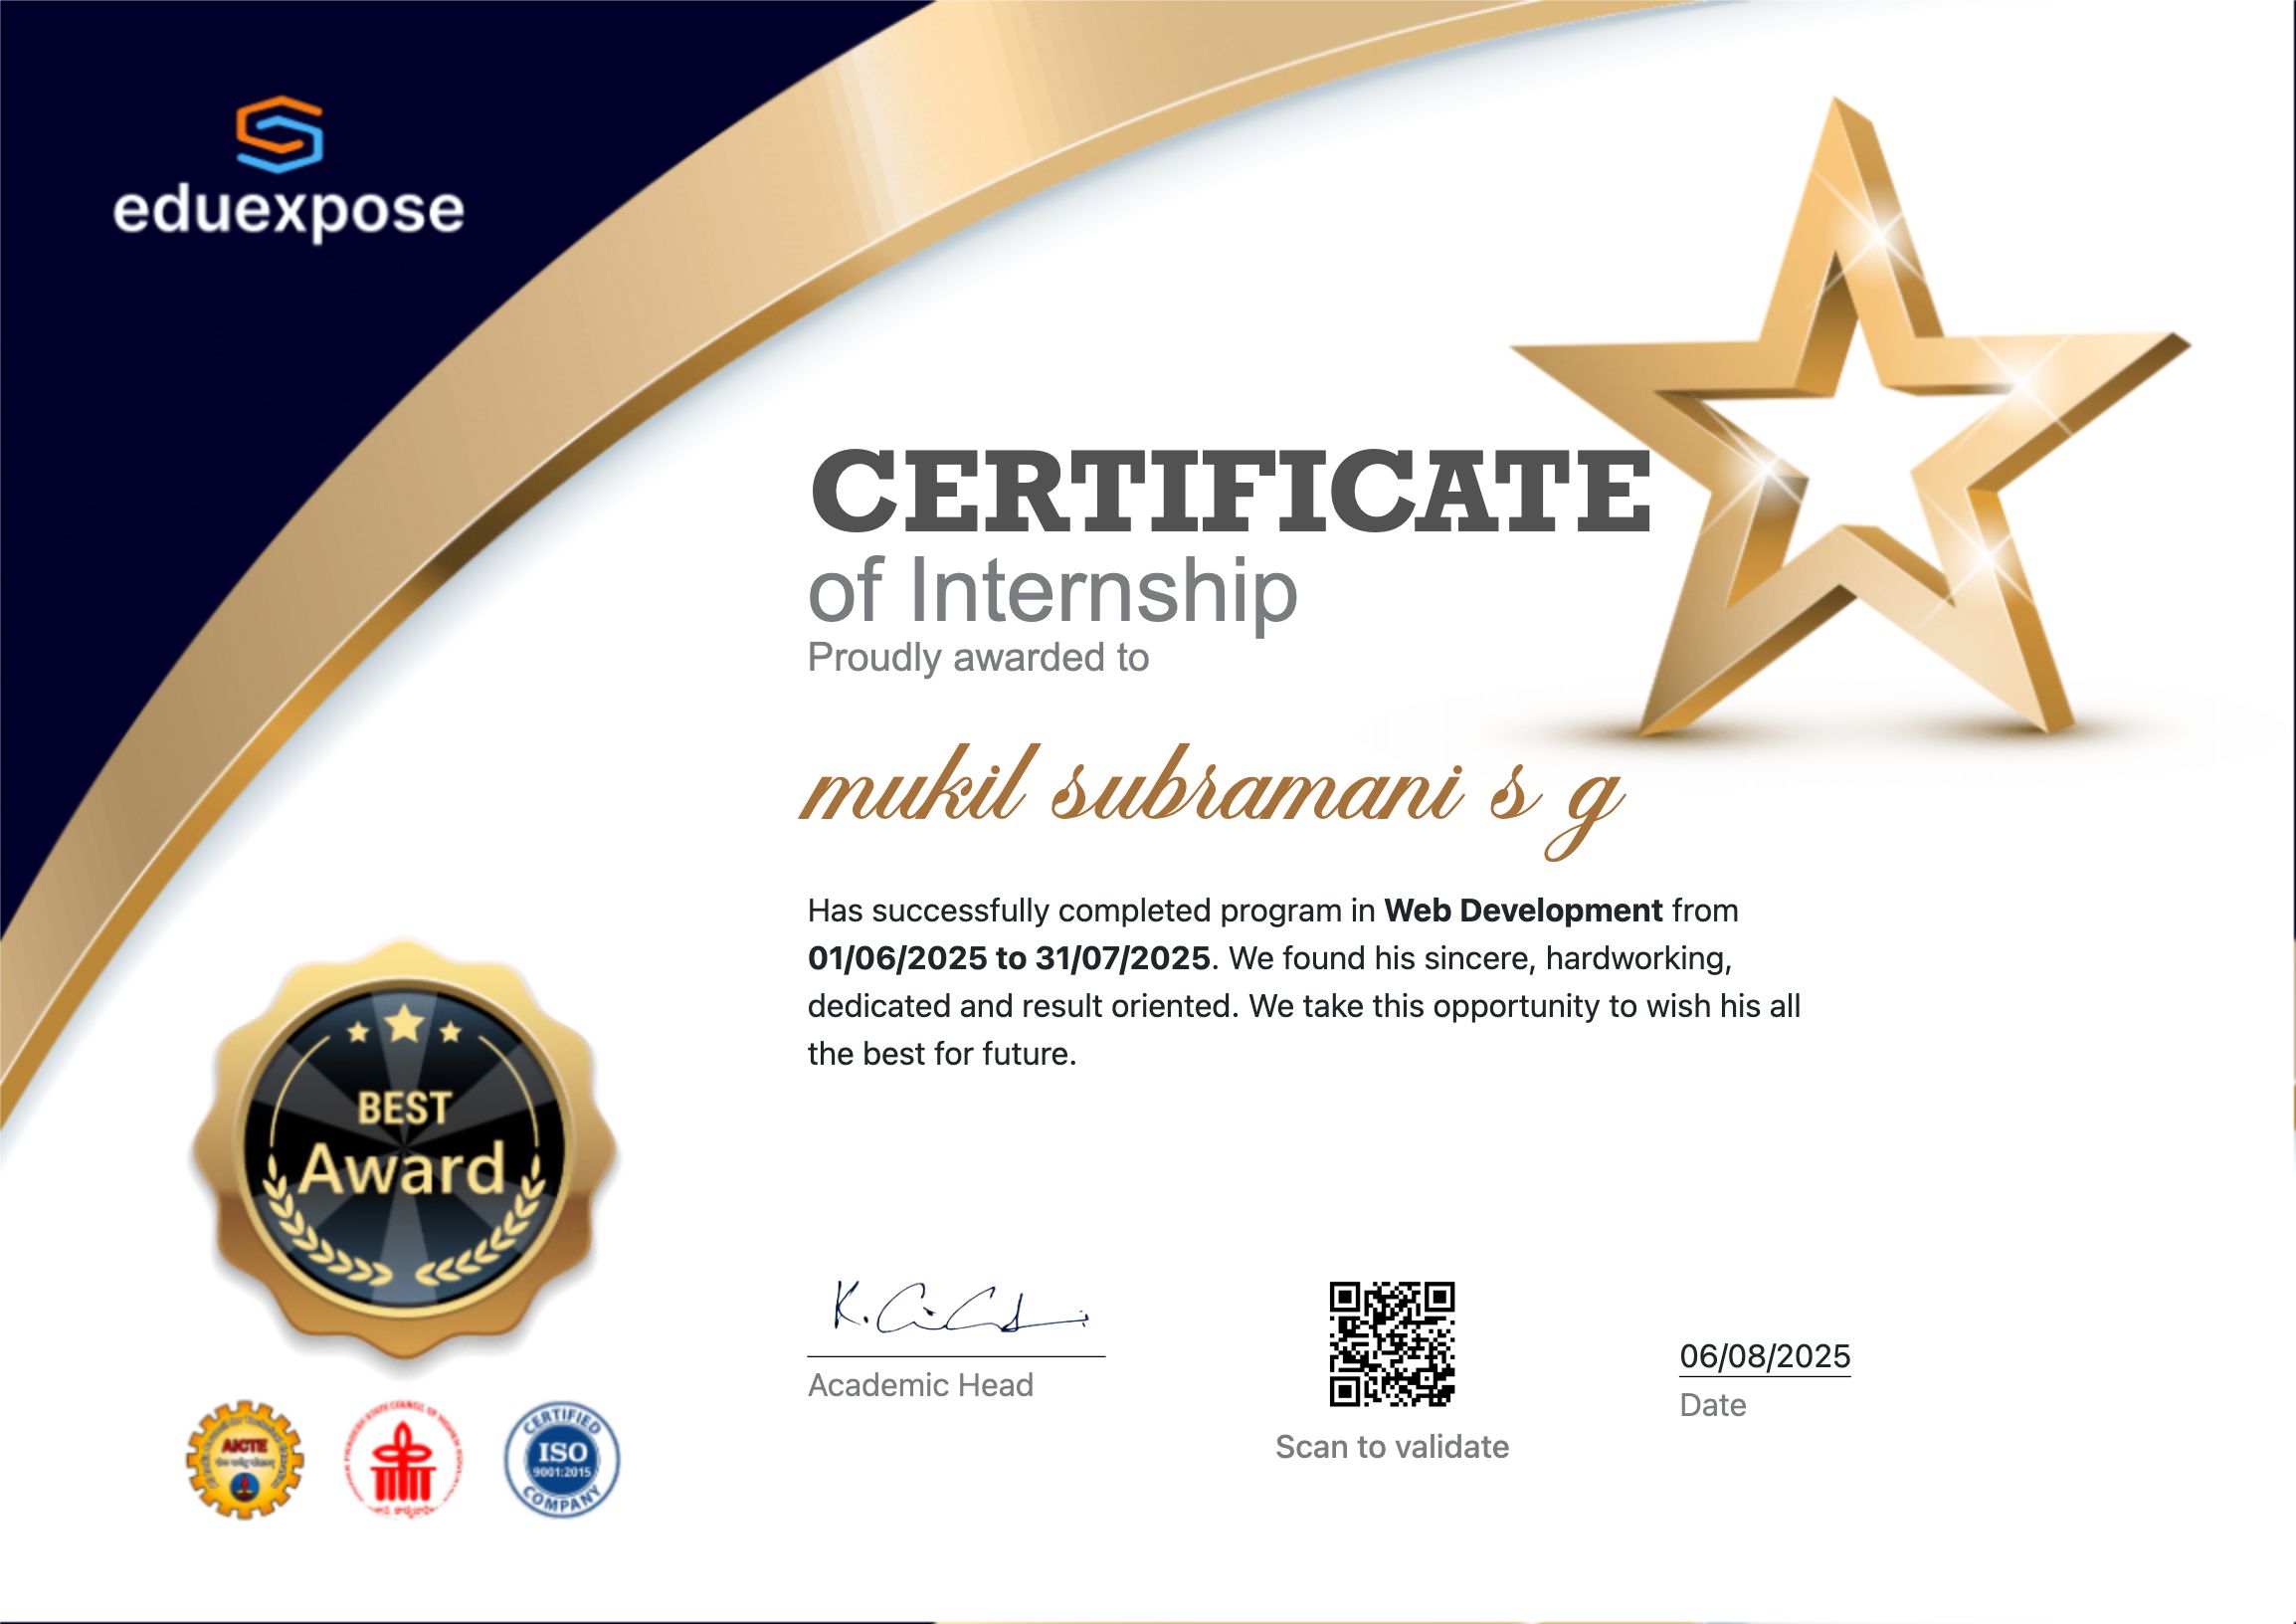 eduexpose
CERTIFICATE
of Internship
Proudly awarded to
mukil subramani s g
Has successfully completed program in Web Development from
01/06/2025 to 31/07/2025. We found his sincere, hardworking,
dedicated and result oriented. We take this opportunity to wish his all
the best for future.
BEST
Award
K.
Academic Head
Scan to validate
06/08/2025
Date
AICTE
CERTIFIED
ISO
9001:2015
COMPANY